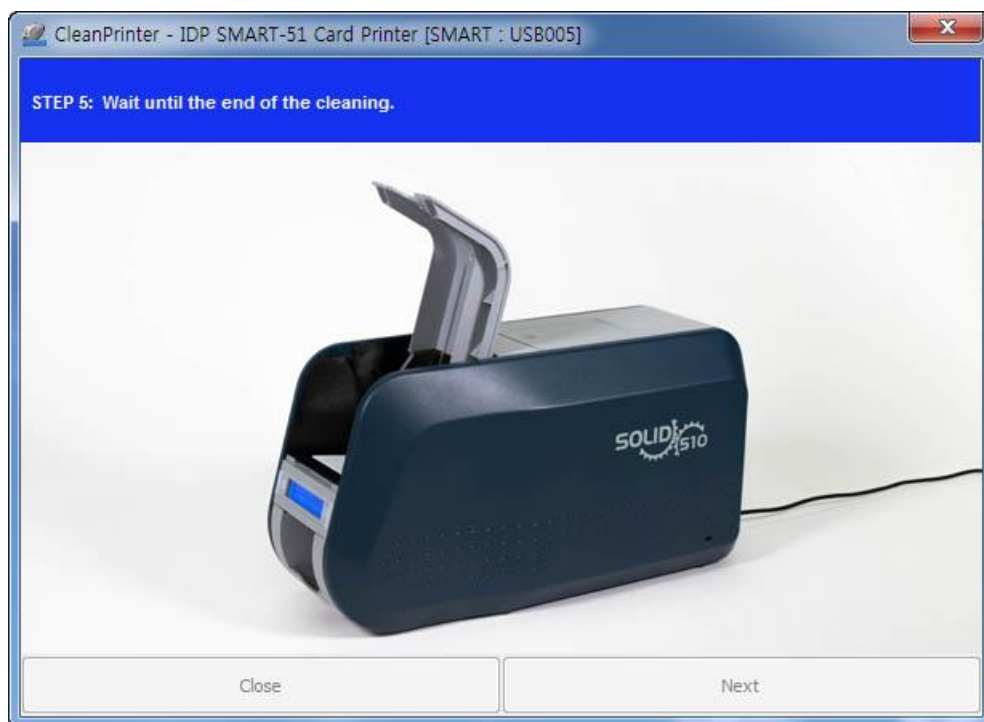 CleanPrinter - IDP SMART-51 Card Printer [SMART : USB005]
STEP 5: Wait until the end of the cleaning.
SOLID 510
Close
Next